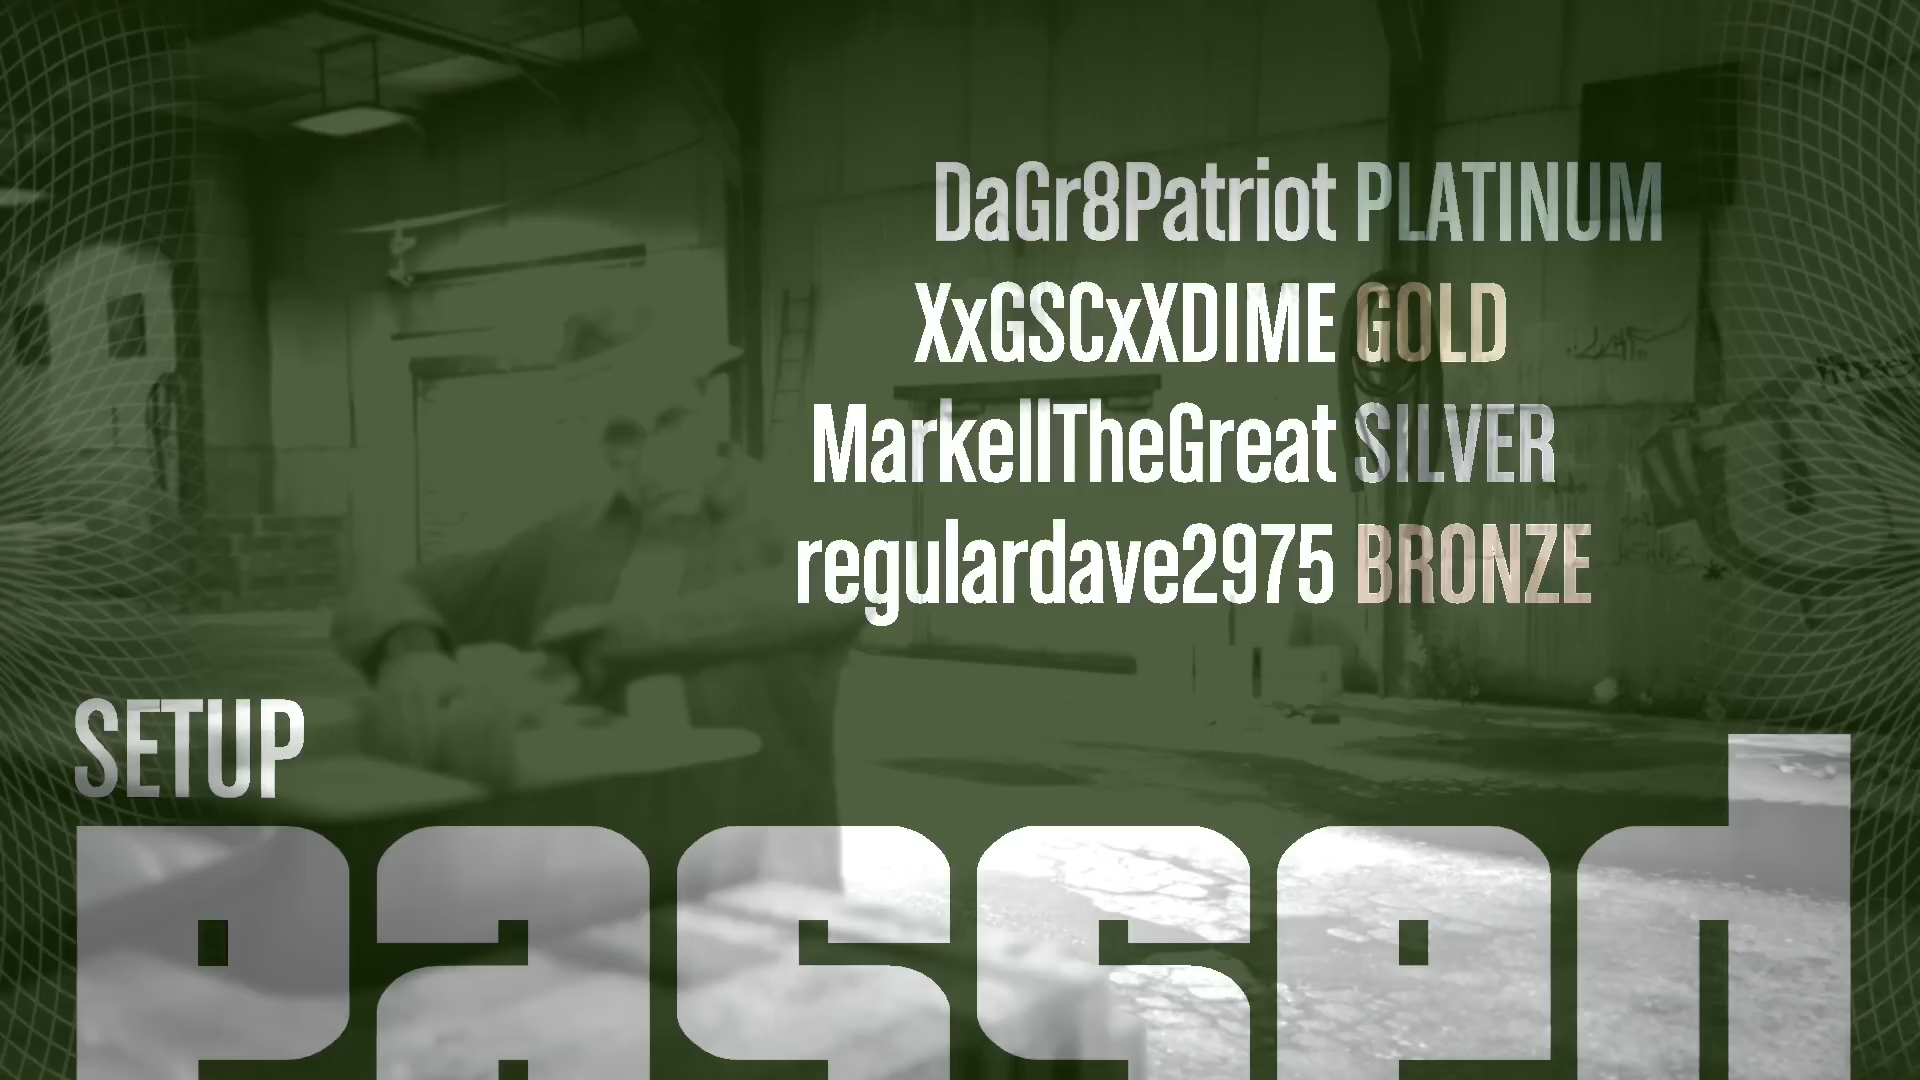 DaGr8Patriot PLATINUM
XxGSCxXDIME GOLD
MarkellTheGreat SILVER
regulardave2975 BRONZE
SETUP
passed